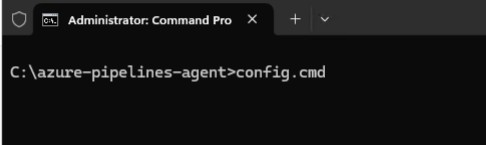 Administrator: Command Pro
C:\azure-pipelines-agent>config.cmd